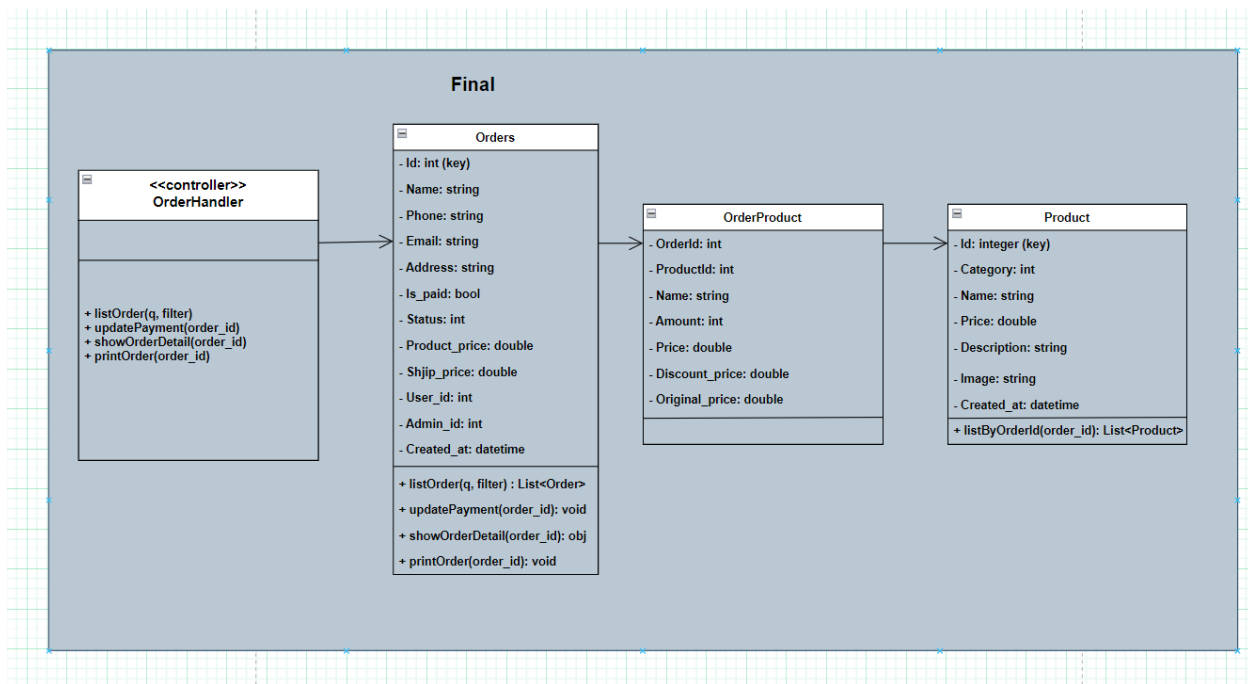 Final
<<controller>>
OrderHandler
+ listOrder(q, filter)
+ updatePayment(order_id)
+ showOrderDetail(order_id)
+ printOrder(order_id)
Orders
- Id: int (key)
- Name: string
- Phone: string
- Email: string
- Address: string
- Is_paid: bool
- Status: int
- Product_price: double
- Shjip_price: double
- User_id: int
- Admin_id: int
- Created_at: datetime
+ listOrder(q, filter) : List<Order>
+ updatePayment(order_id): void
+ showOrderDetail(order_id): obj
+ printOrder(order_id): void
OrderProduct
- OrderId: int
- ProductId: int
- Name: string
- Amount: int
- Price: double
- Discount_price: double
- Original_price: double
Product
- Id: integer (key)
- Category: int
- Name: string
- Price: double
- Description: string
- Image: string
- Created_at: datetime
+ listByOrderId(order_id): List<Product>